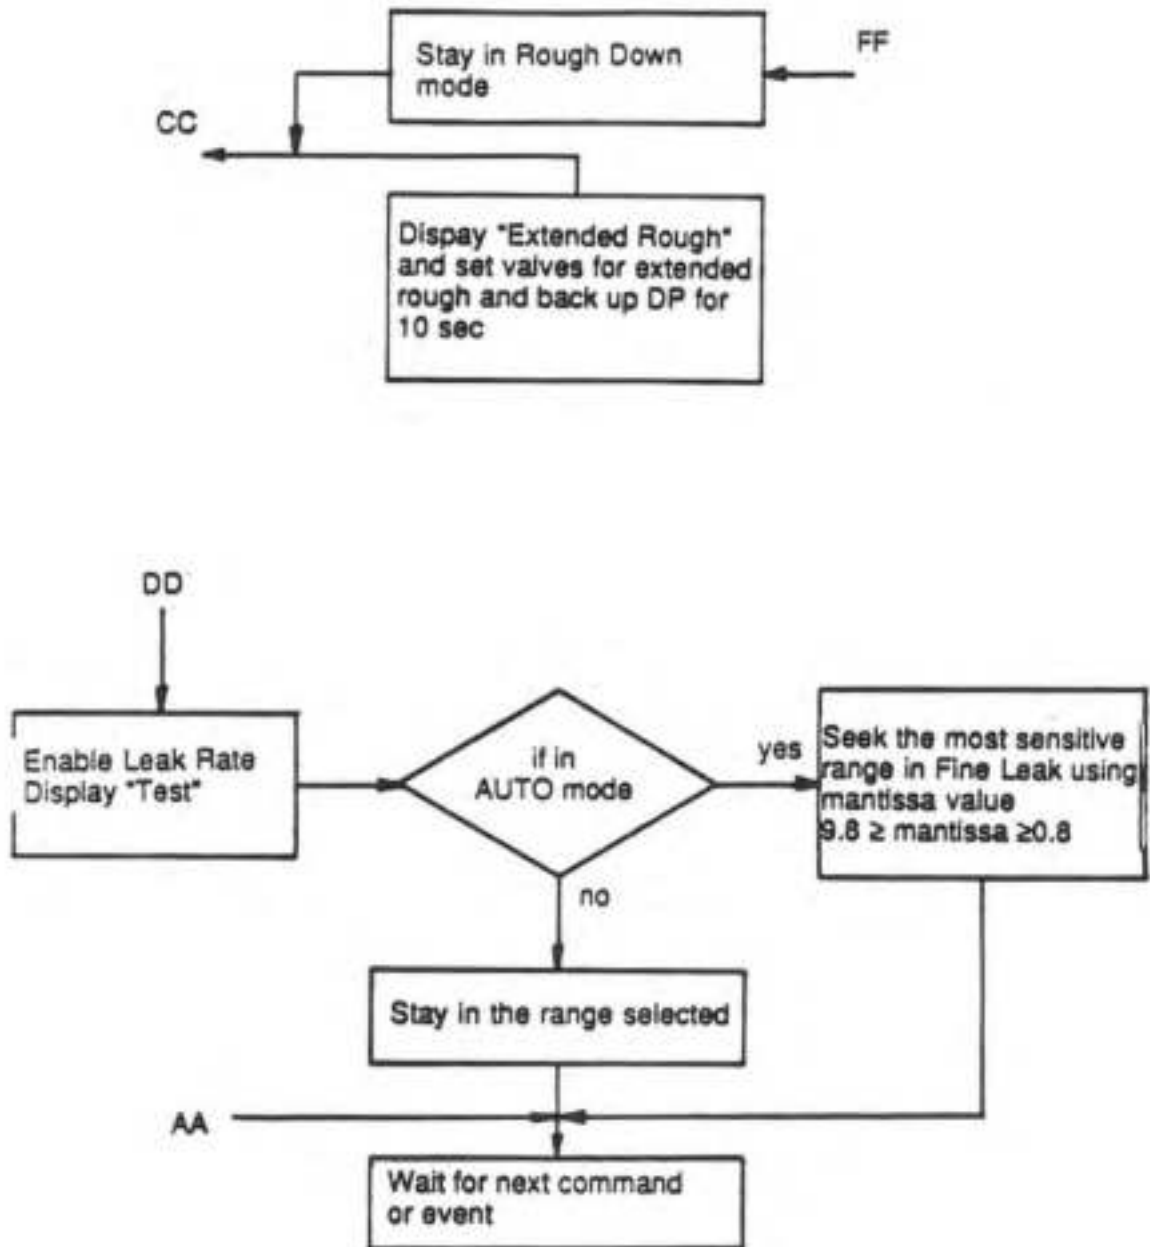 Stay in Rough Down
mode
FF
CC
Dispay "Extended Rough"
and set valves for extended
rough and back up DP for
10 sec
DD
Enable Leak Rate
Display "Test"
if in
AUTO mode
yes
Seek the most sensitive
range in Fine Leak using
mantissa value
9.8 ≥ mantissa ≥0.8
no
Stay in the range selected
AA
Wait for next command
or event